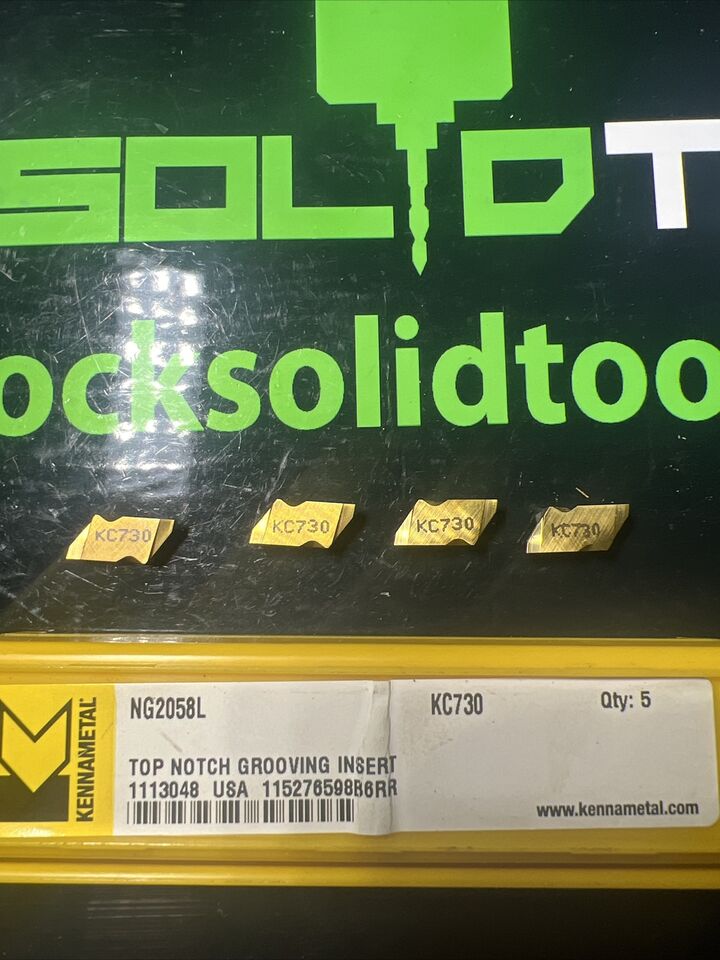 SOLIDT
ocksolidtoo
KC730
KC730
KC730
KC730
KENNAMETAL
NG2058L
KC730
Qty: 5
TOP NOTCH GROOVING INSERT
1113048 USA 115276598B6RR
www.kennametal.com